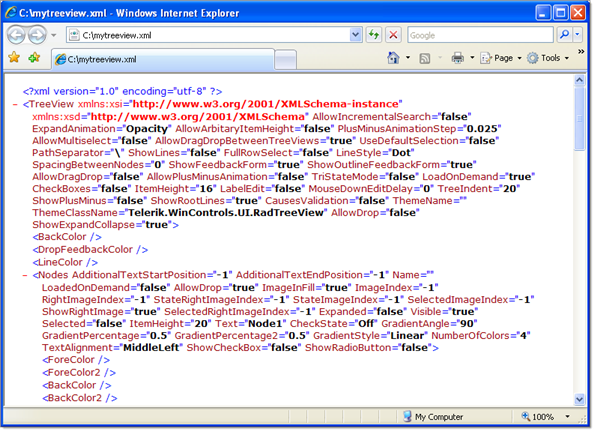 C:\mytreeview.xml - Windows Internet Explorer
C:\mytreeview.xml
Google
C:\mytreeview.xml
Page
Tools
<?xml version="1.0" encoding="utf-8" ?>
- <TreeView xmlns:xsi="http://www.w3.org/2001/XMLSchema-instance"
xmlns:xsd="http://www.w3.org/2001/XMLSchema" AllowIncrementalSearch="false"
ExpandAnimation="Opacity" AllowArbitaryItemHeight="false" PlusMinusAnimationStep="0.025"
AllowMultiselect="false" AllowDragDropBetweenTreeViews="true" UseDefaultSelection="false"
PathSeparator="\" ShowLines="false" FullRowSelect="false" LineStyle="Dot"
SpacingBetweenNodes="0" ShowFeedbackForm="true" ShowOutlineFeedbackForm="true"
AllowDragDrop="false" AllowPlusMinusAnimation="false" TriStateMode="false" LoadOnDemand="true"
CheckBoxes="false" ItemHeight="16" LabelEdit="false" MouseDownEditDelay="0" TreeIndent="20"
ShowPlusMinus="false" ShowRootLines="true" CausesValidation="false" ThemeName=""
ThemeClassName="Telerik.WinControls.UI.RadTreeView" AllowDrop="false"
ShowExpandCollapse="true">
<BackColor />
<DropFeedbackColor />
<LineColor />
- <Nodes AdditionalTextStartPosition="-1" AdditionalTextEndPosition="-1" Name=""
LoadedOnDemand="false" AllowDrop="true" ImageInFill="true" ImageIndex="-1"
RightImageIndex="-1" StateRightImageIndex="-1" StateImageIndex="-1" SelectedImageIndex="-1"
ShowRightImage="true" SelectedRightImageIndex="-1" Expanded="false" Visible="true"
Selected="false" ItemHeight="20" Text="Node1" CheckState="Off" GradientAngle="90"
GradientPercentage="0.5" GradientPercentage2="0.5" GradientStyle="Linear" NumberOfColors="4"
TextAlignment="MiddleLeft" ShowCheckBox="false" ShowRadioButton="false">
<ForeColor />
<ForeColor2 />
<BackColor />
<BackColor2 />
My Computer
100%